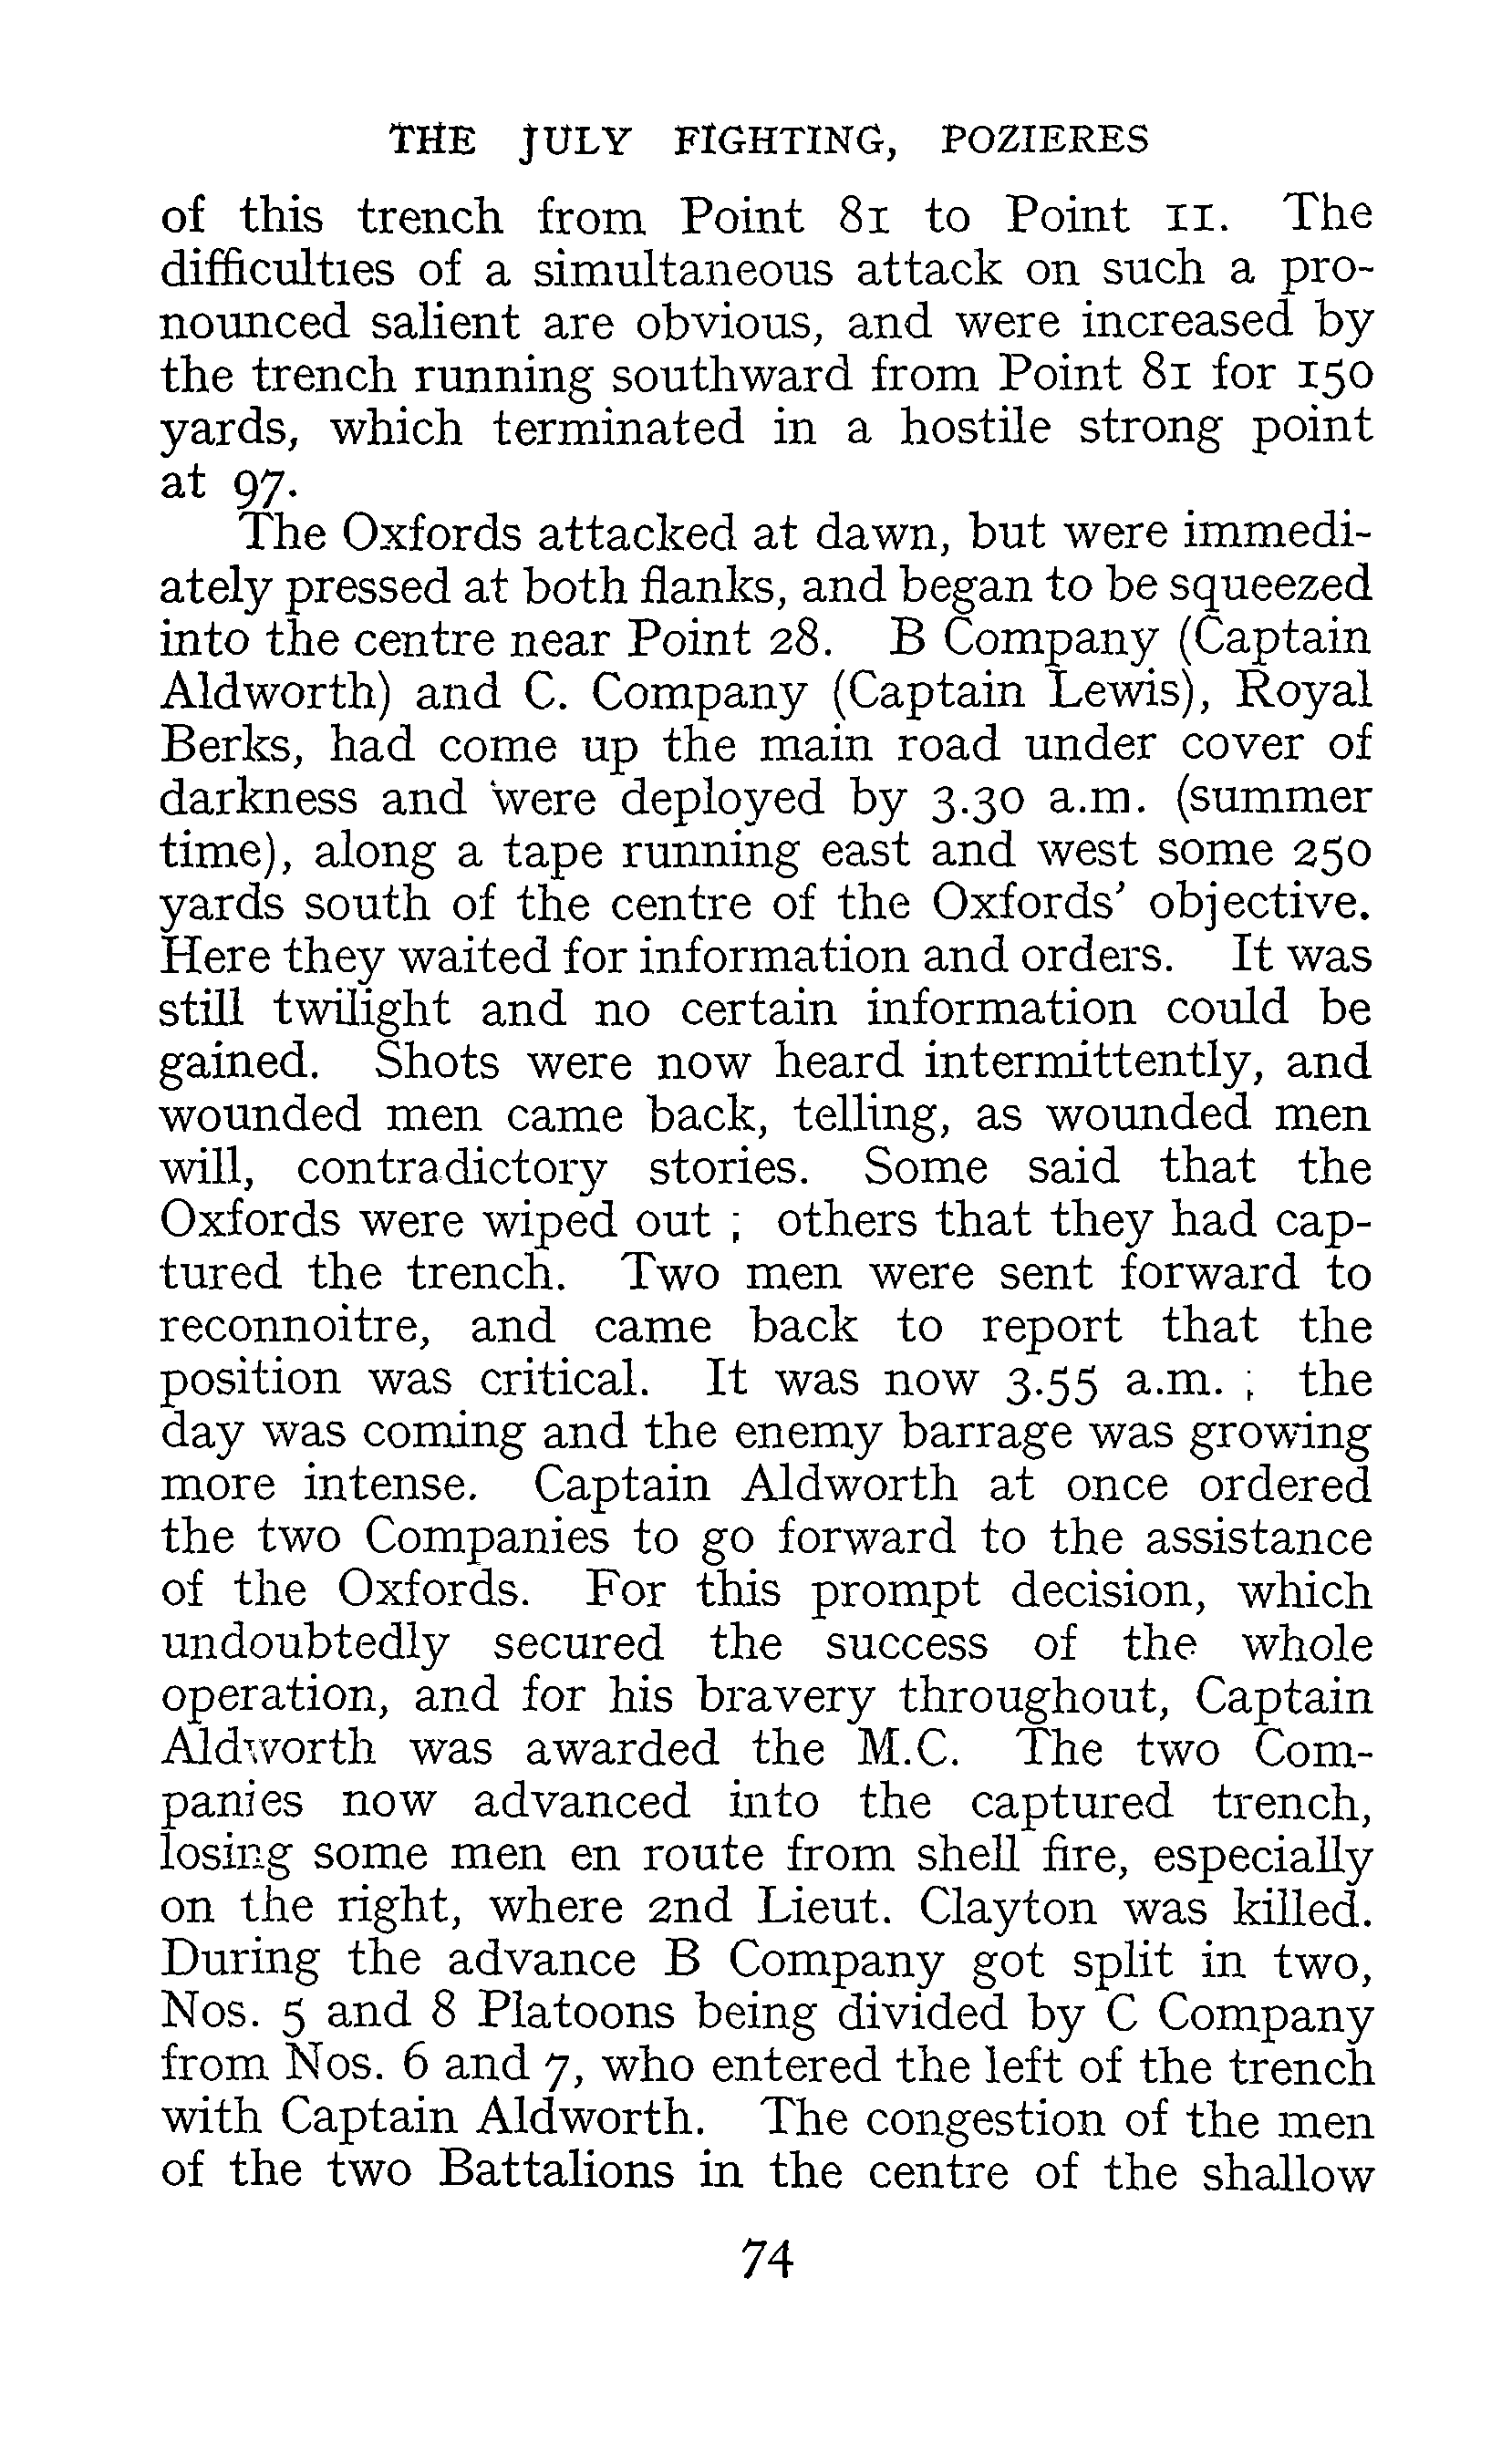 THE JULY FIGHTING, POZIERES
of this trench from Point 81 to Point 11. The
difficulties of a simultaneous attack on such a pro-
nounced salient are obvious, and were increased by
the trench running southward from Point 81 for 150
yards, which terminated in a hostile strong point
at 97.
The Oxfords attacked at dawn, but were immedi-
ately pressed at both flanks, and began to be squeezed
into the centre near Point 28. B Company (Captain
Aldworth) and C. Company (Captain Lewis), Royal
Berks, had come up the main road under cover of
darkness and were deployed by 3.30 a.m. (summer
time), along a tape running east and west some 250
yards south of the centre of the Oxfords' objective.
Here they waited for information and orders. It was
still twilight and no certain information could be
gained. Shots were now heard intermittently, and
wounded men came back, telling, as wounded men
will, contradictory stories. Some said that the
Oxfords were wiped out ; others that they had cap-
tured the trench. Two men were sent forward to
reconnoitre, and came back to report that the
position was critical. It was now 3.55 a.m. ; the
day was coming and the enemy barrage was growing
more intense. Captain Aldworth at once ordered
the two Companies to go forward to the assistance
of the Oxfords. For this prompt decision, which
undoubtedly secured the success of the whole
operation, and for his bravery throughout, Captain
Aldworth was awarded the M.C. The two Com-
panies now advanced into the captured trench,
losing some men en route from shell fire, especially
on the right, where 2nd Lieut. Clayton was killed.
During the advance B Company got split in two,
Nos. 5 and 8 Platoons being divided by C Company
from Nos. 6 and 7, who entered the left of the trench
with Captain Aldworth. The congestion of the men
of the two Battalions in the centre of the shallow
74